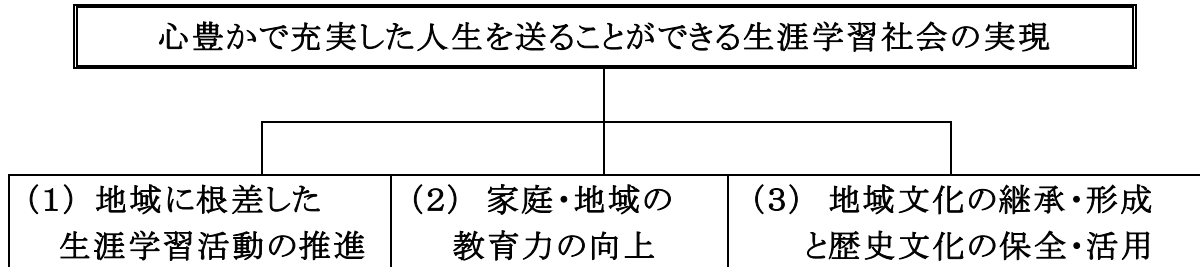 心豊かで充実した人生を送ることができる生涯学習社会の実現
(1) 地域に根差した
生涯学習活動の推進
(2) 家庭・地域の
教育力の向上
(3) 地域文化の継承・形成
と歴史文化の保全・活用